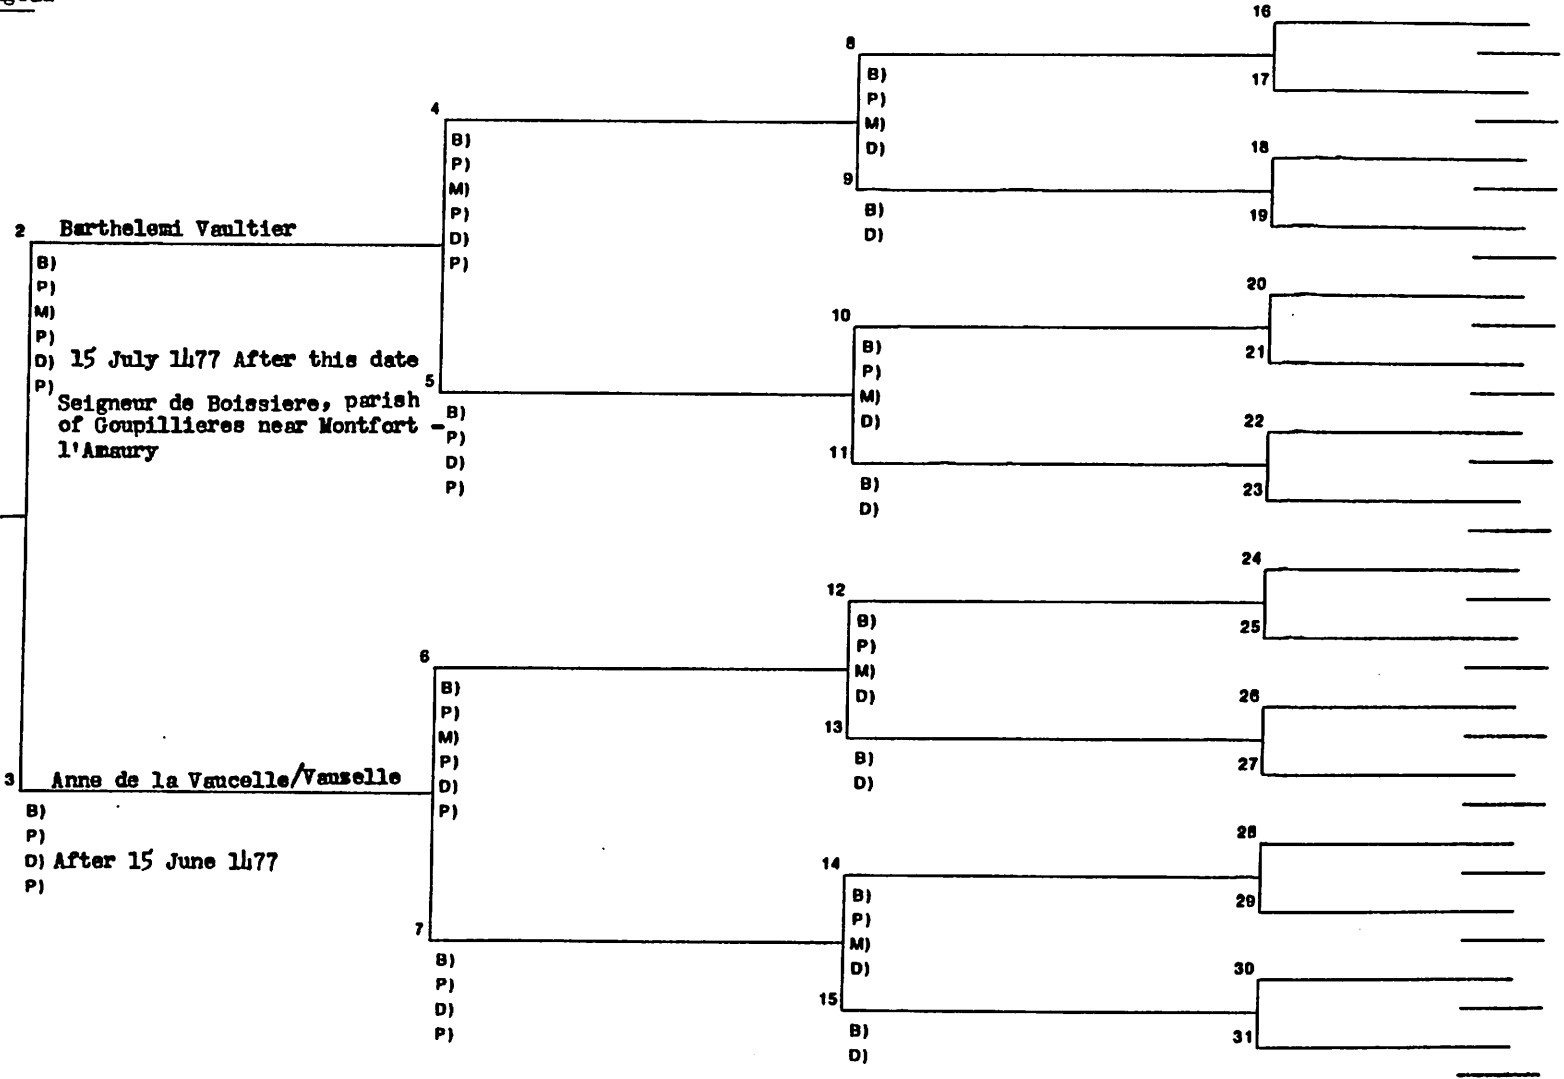 16
8
B)
17
P)
4
M)
B)
D)
18
P)
9
M)
B)
19
P)
D)
2 Barthelemi Vaultier
D)
B)
P)
P)
20
M)
10
P)
B)
21
D) 15 July 1477 After this date
P)
P)
5
M)
Seigneur de Boissiere, parish
B)
D)
22
of Goupillieres near Montfort -
P)
11
l'Amaury
D)
B)
23
P)
D)
24
12
B)
25
6
P)
B)
M)
P)
D)
26
M)
13
P)
B)
27
3 Anne de la Vaucelle/Vauzelle
D)
D)
B)
P)
P)
28
D) After 15 June 1477
14
P)
B)
29
P)
7
M)
B)
D)
30
P)
15
D)
B)
31
P)
D)